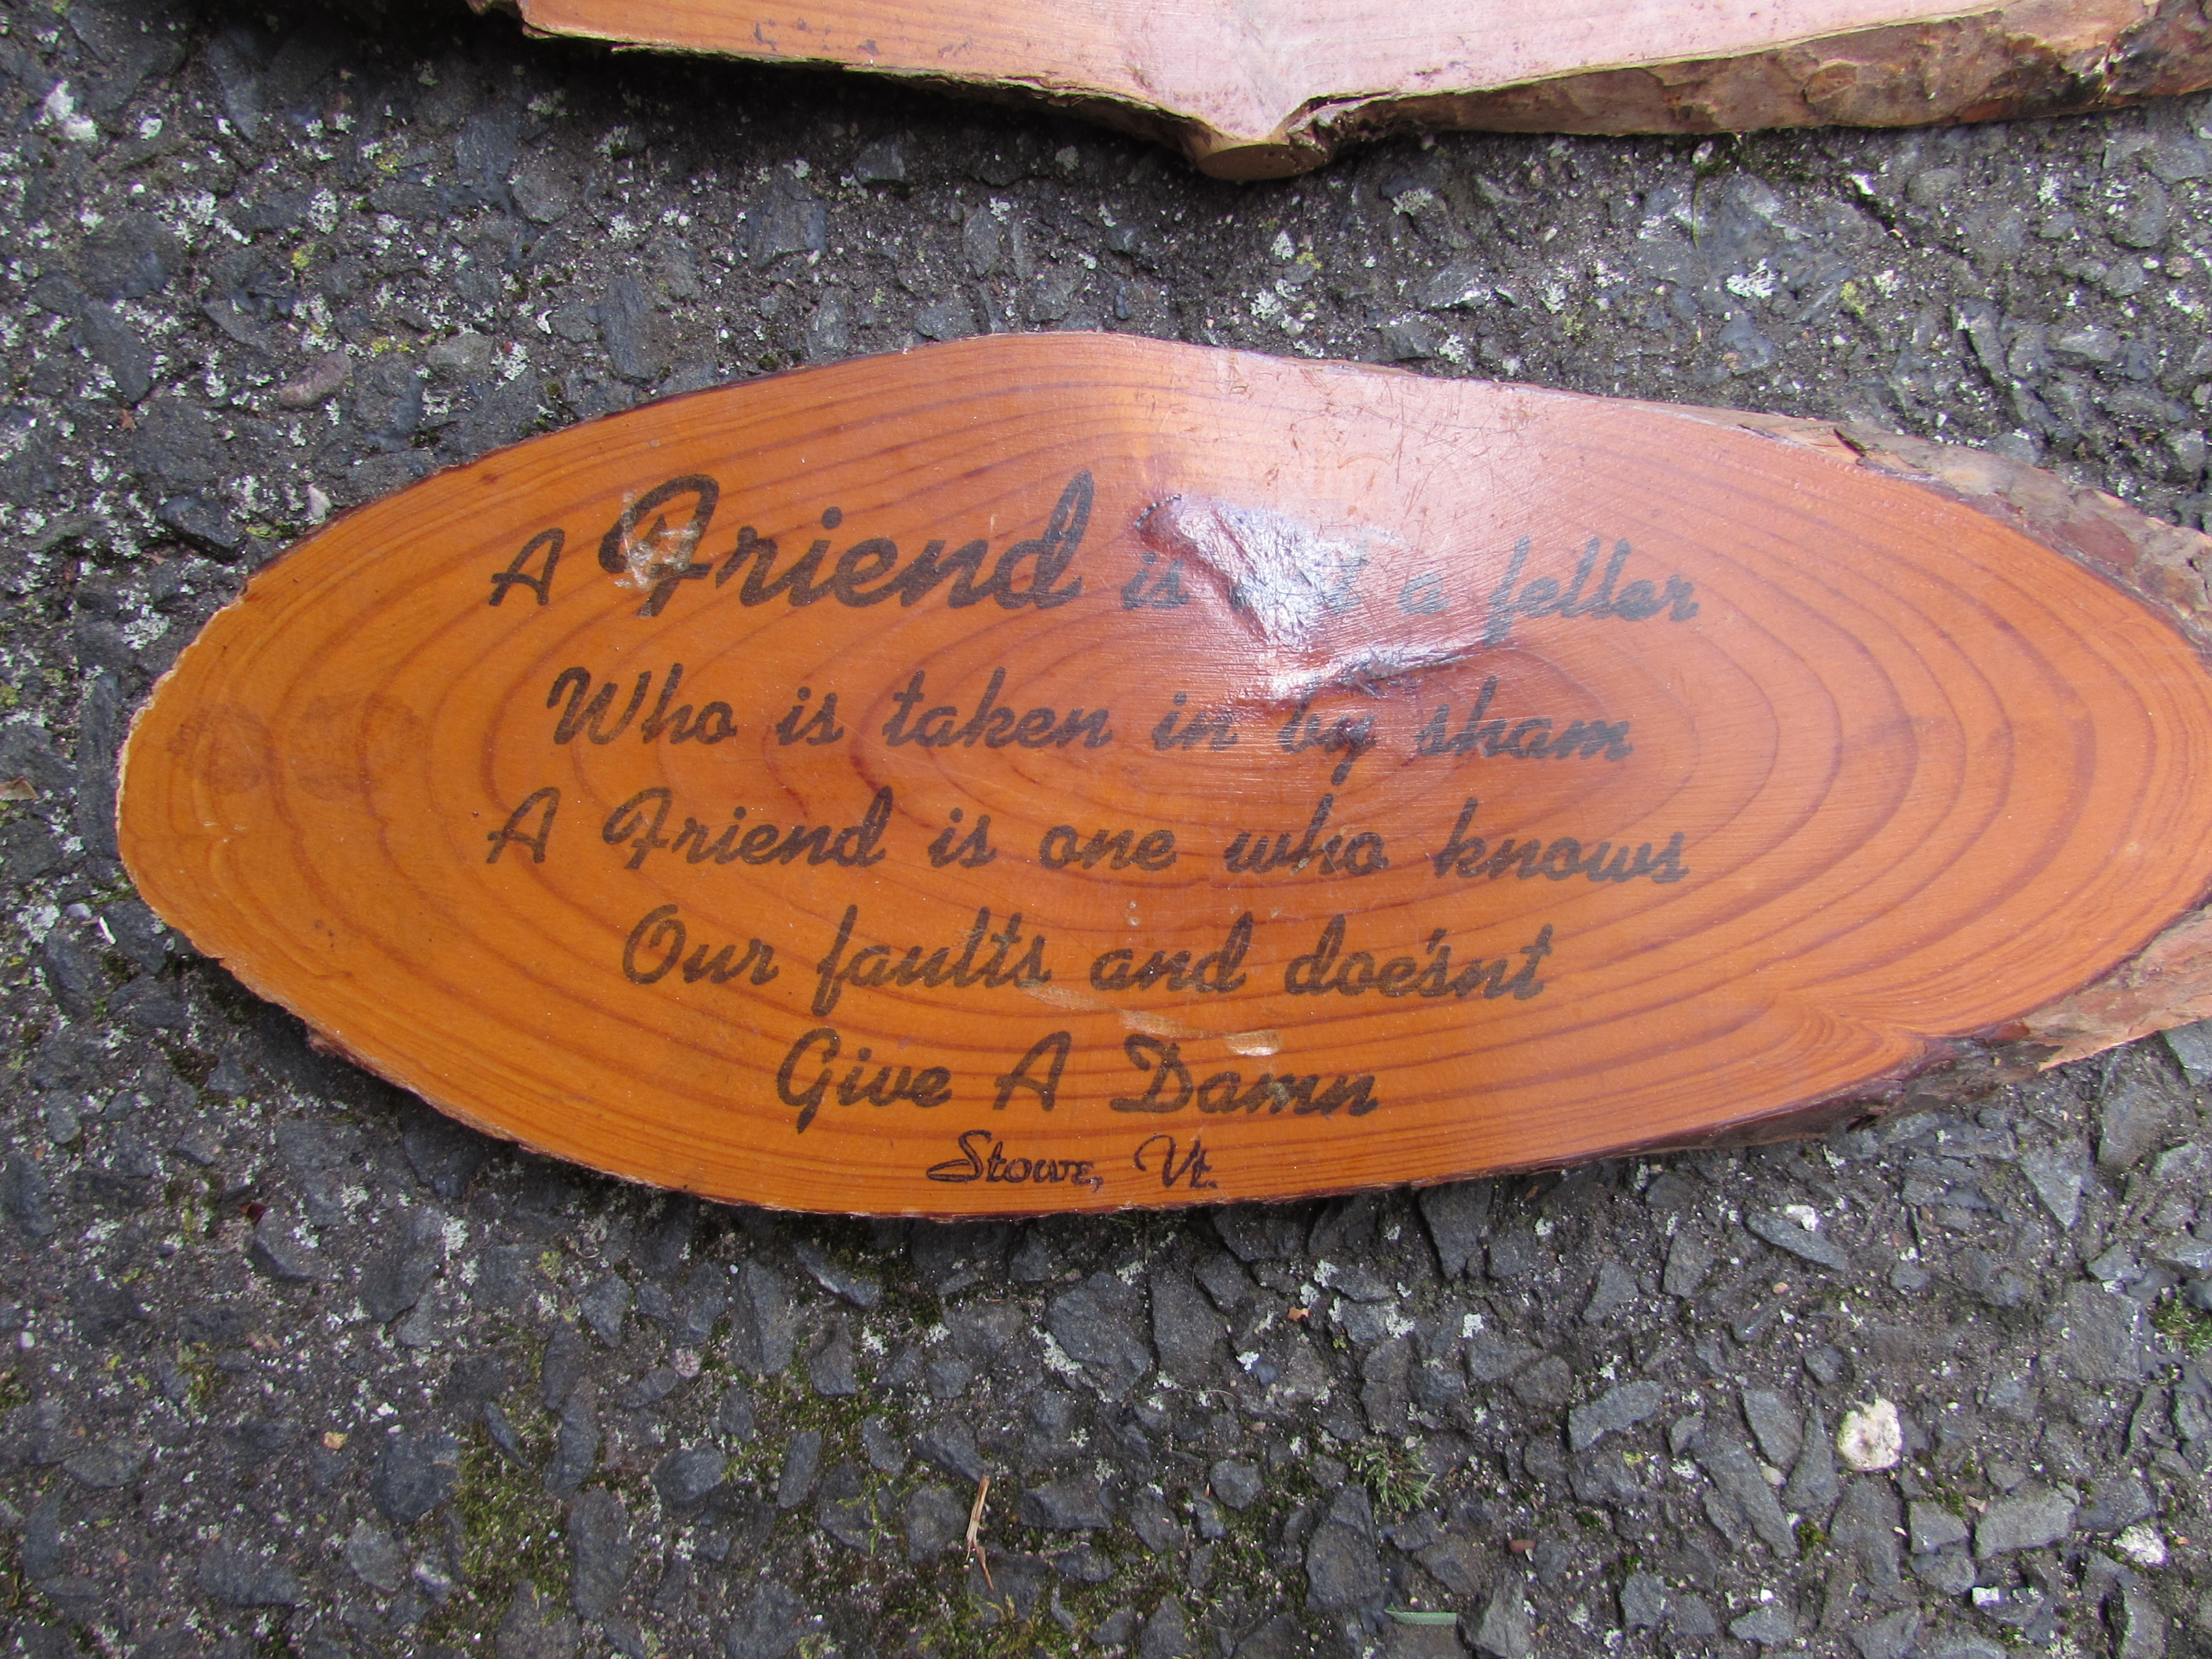 A Friend is not a feller
Who is taken in by sham
A Friend is one who knows
Our faults and doe'snt
Give A Damn
Stowe, Vt.